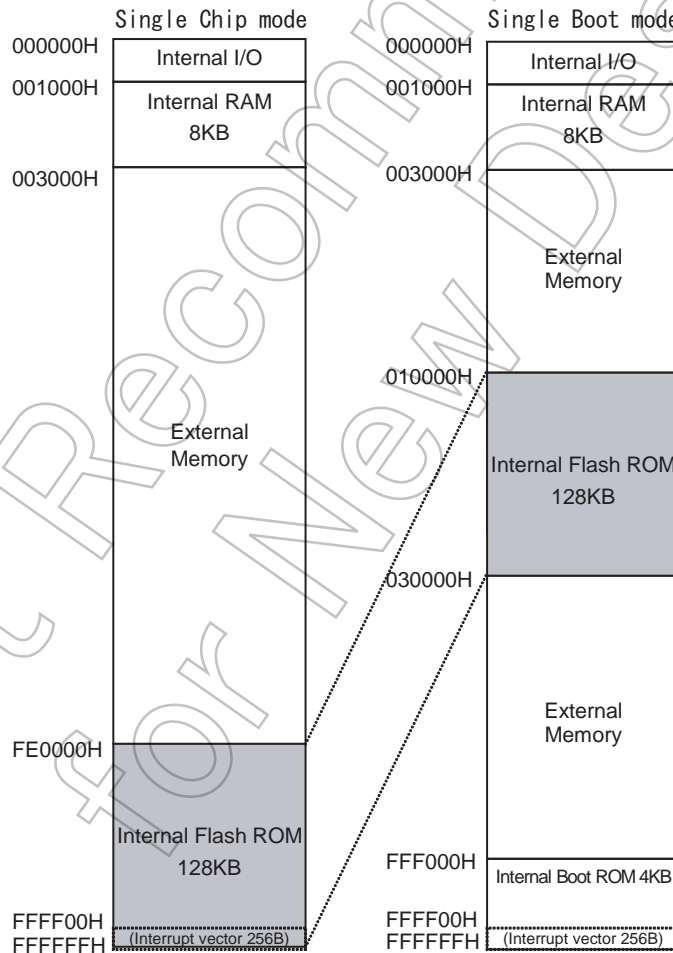 Single Chip mode
000000H
Internal I/O
001000H
Internal RAM
8KB
003000H
External
Memory
FE0000H
Internal Flash ROM
128KB
FFFF00H
(Interrupt vector 256B)
FFFFFFH
Single Boot mode
000000H
Internal I/O
001000H
Internal RAM
8KB
003000H
External
Memory
010000H
Internal Flash ROM
128KB
030000H
External
Memory
FFF000H
Internal Boot ROM 4KB
FFFF00H
(Interrupt vector 256B)
FFFFFFH
for New